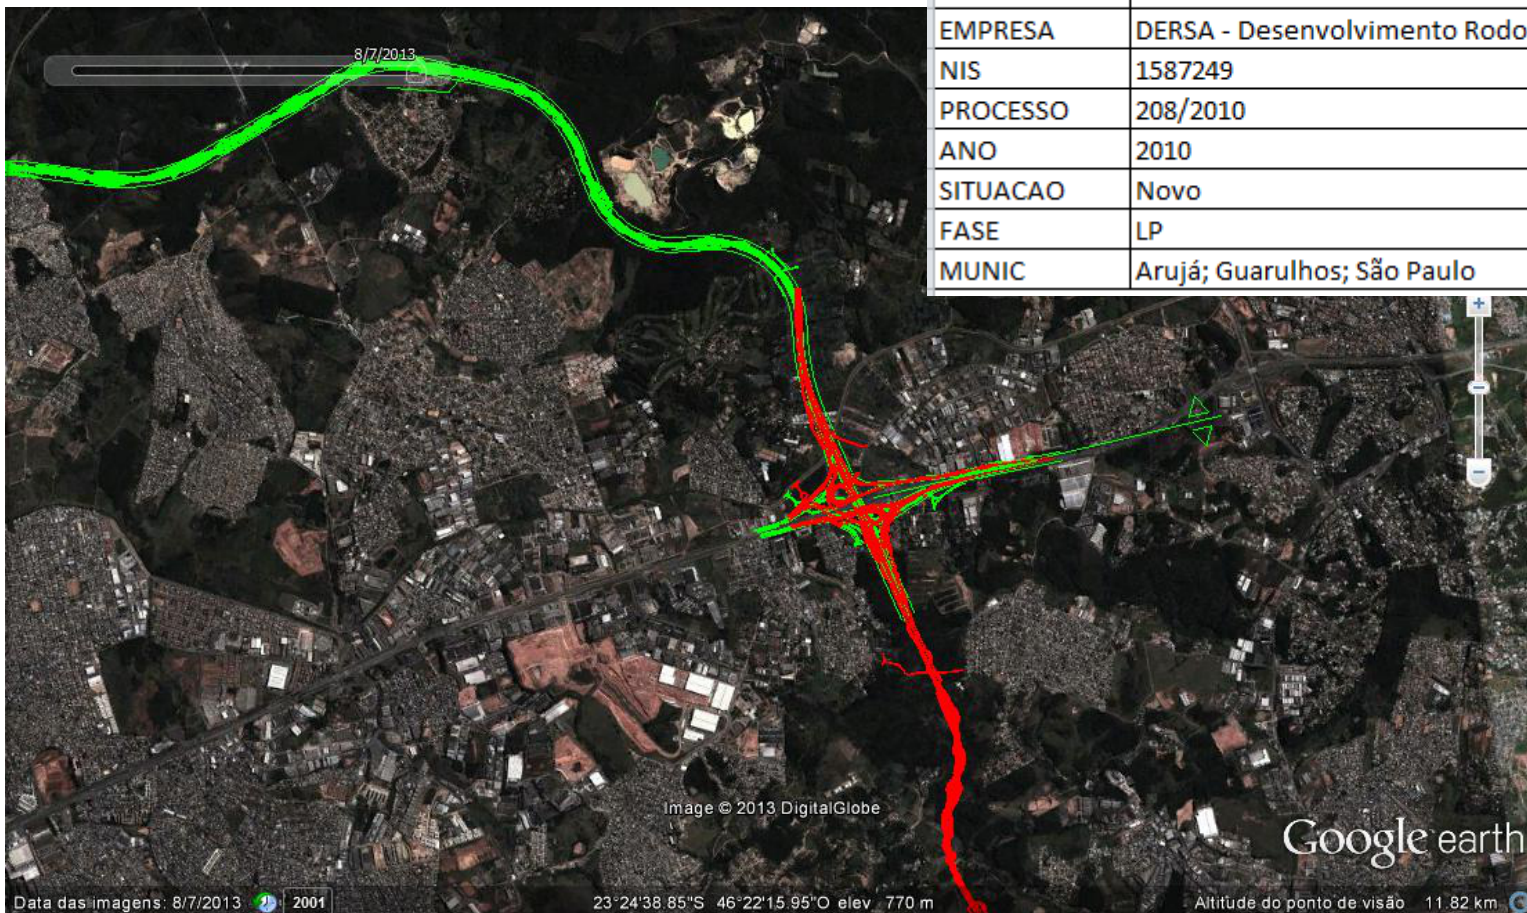 8/7/2013
EMPRESA DERSA - Desenvolvimento Rodo
NIS 1587249
PROCESSO 208/2010
ANO 2010
SITUACAO Novo
FASE LP
MUNIC Arujá; Guarulhos; São Paulo
Image © 2013 DigitalGlobe
Google earth
Data das imagens: 8/7/2013 2001 23°24'38.85"S 46°22'15.95"O elev 770 m Altitude do ponto de visão 11.82 km